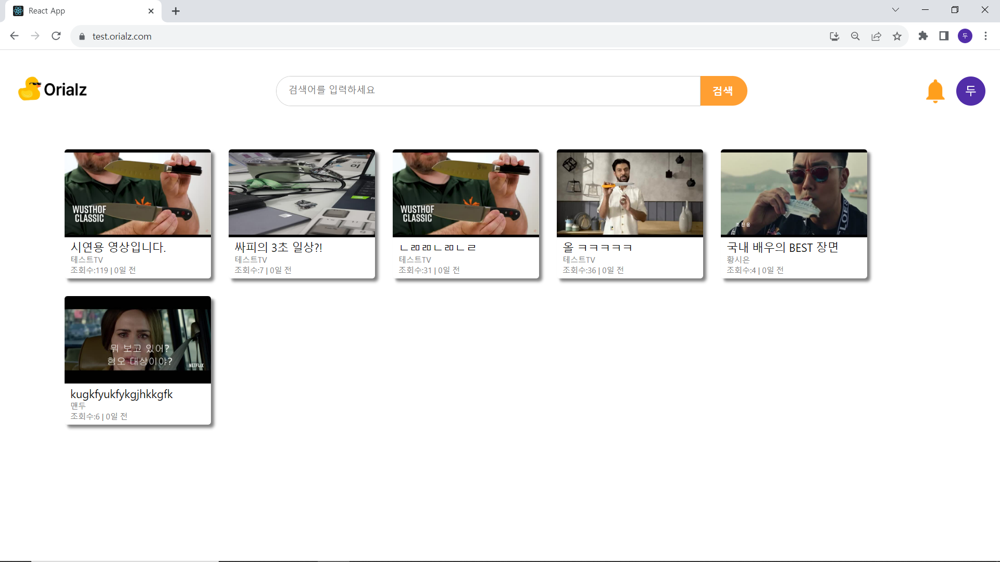 React App
test.orialz.com
두
Orialz
검색어를 입력하세요
검색
두
WUSTHOF
CLASSIC
시연용 영상입니다.
테스트TV
조회수:119 | 0일 전
싸피의 3초 일상?!
테스트TV
조회수:7 | 0일 전
WUSTHOF
CLASSIC
ㄴㄻㄻㄴㄻㄴㄹ
테스트TV
조회수:31 | 0일 전
올 ㅋㅋㅋㅋㅋ
테스트TV
조회수:36 | 0일 전
조진웅
국내 배우의 BEST 장면
황시은
조회수:4 | 0일 전
뭐 보고 있어?
혐오 대상이야?
NETFLIX
kugkfyukfykgjhkkgfk
맨두
조회수:6 | 0일 전